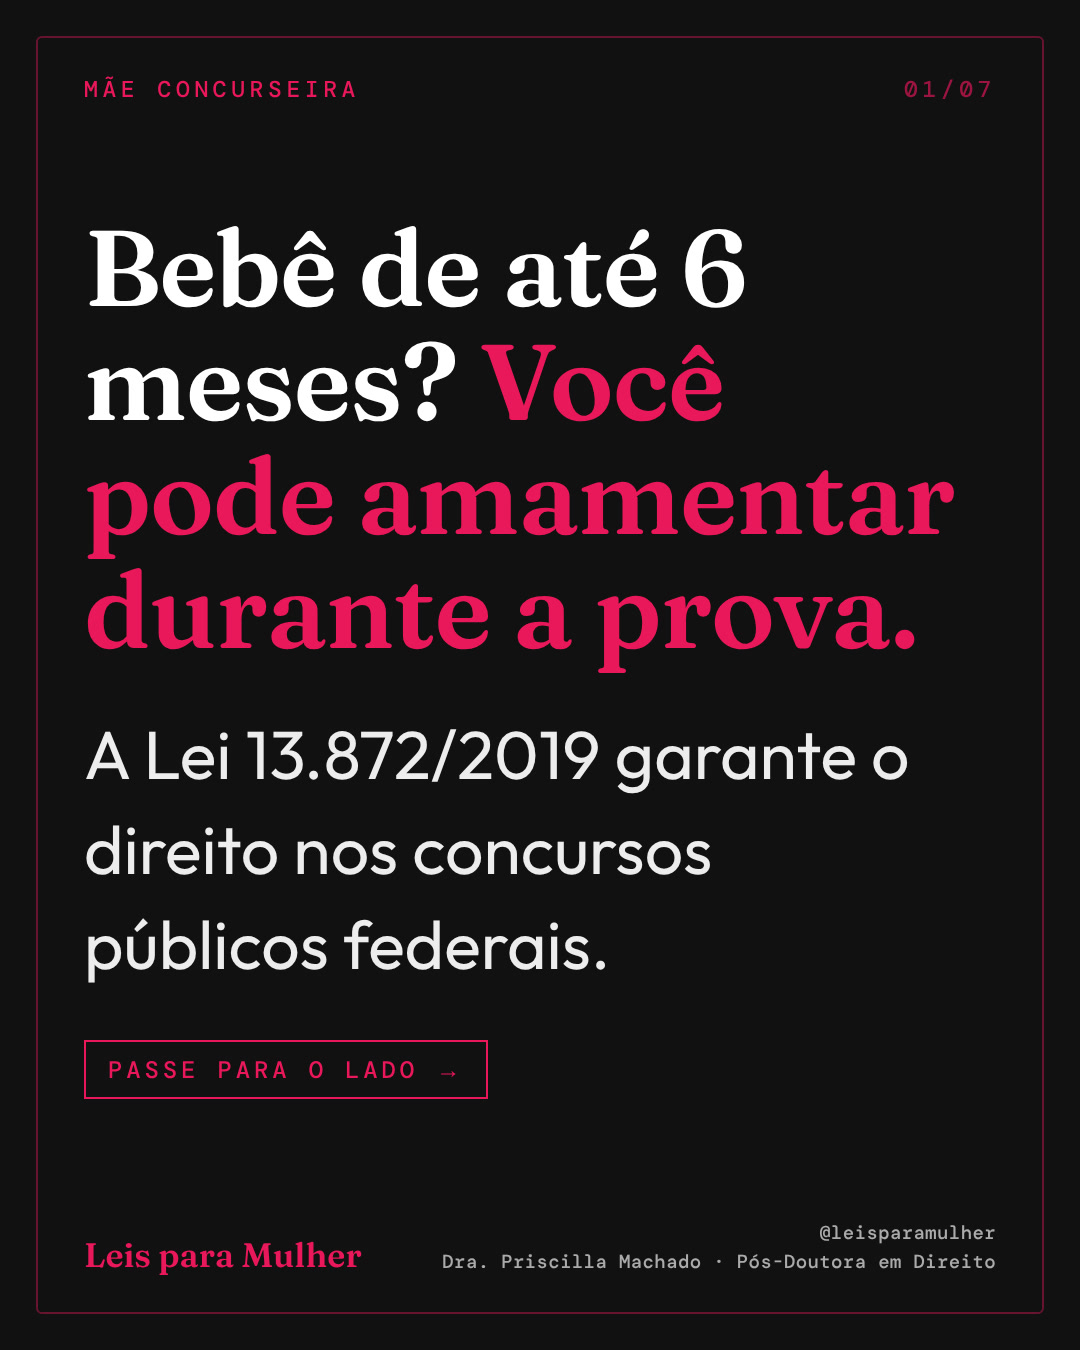 MÃE CONCURSEIRA
01/07
Bebê de até 6
meses? Você
pode amamentar
durante a prova.
A Lei 13.872/2019 garante o
direito nos concursos
públicos federais.
PASSE PARA O LADO →
@leisparamulher
Leis para Mulher
Dra. Priscilla Machado · Pós-Doutora em Direito